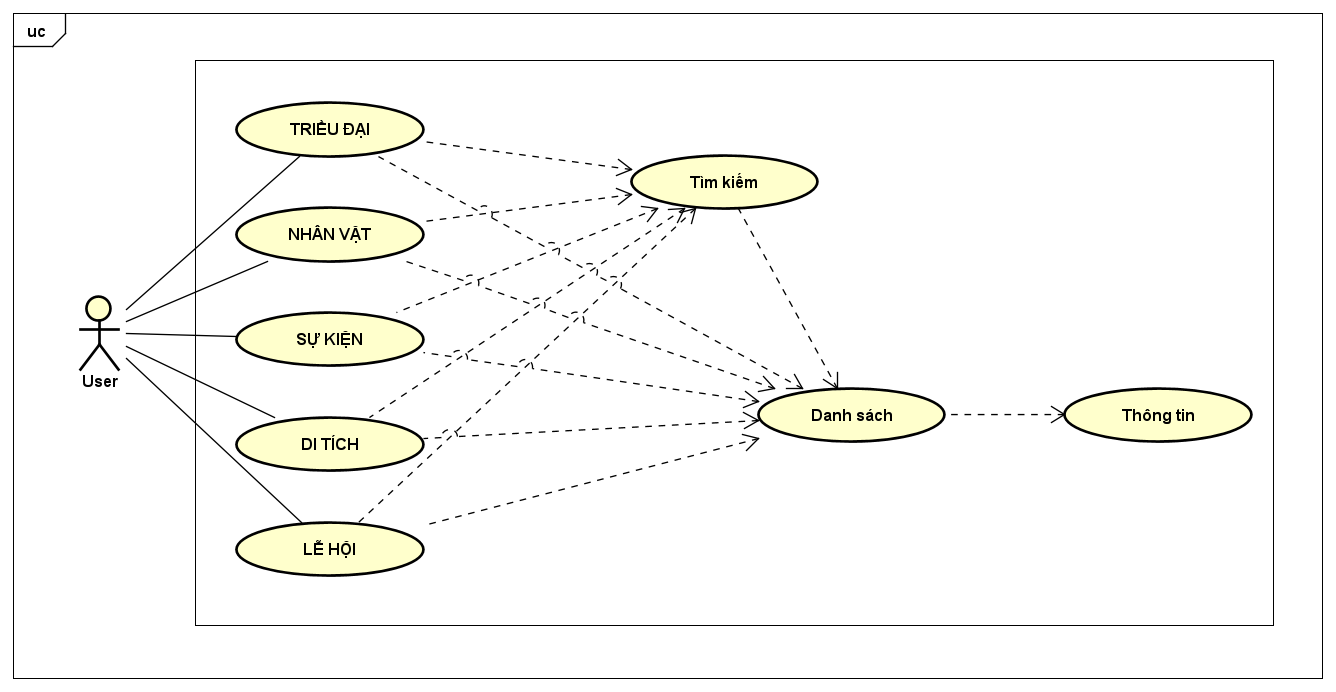 uc
TRIỀU ĐẠI
Tìm kiếm
NHÂN VẬT
SỰ KIỆN
User
Danh sách
Thông tin
DI TÍCH
LỄ HỘI